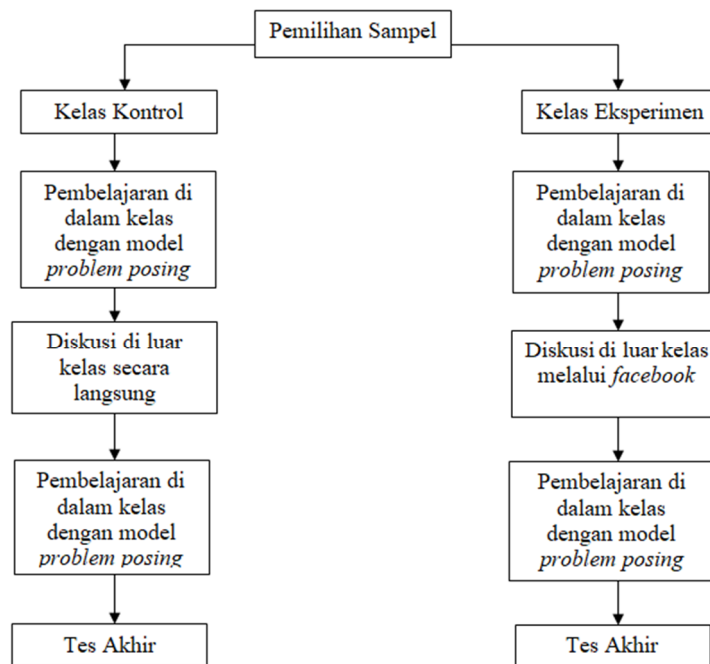 Pemilihan Sampel
Kelas Kontrol
Pembelajaran di
dalam kelas
dengan model
problem posing
Diskusi di luar
kelas secara
langsung
Pembelajaran di
dalam kelas
dengan model
problem posing
Tes Akhir
Kelas Eksperimen
Pembelajaran di
dalam kelas
dengan model
problem posing
Diskusi di luar kelas
melalui facebook
Pembelajaran di
dalam kelas
dengan model
problem posing
Tes Akhir